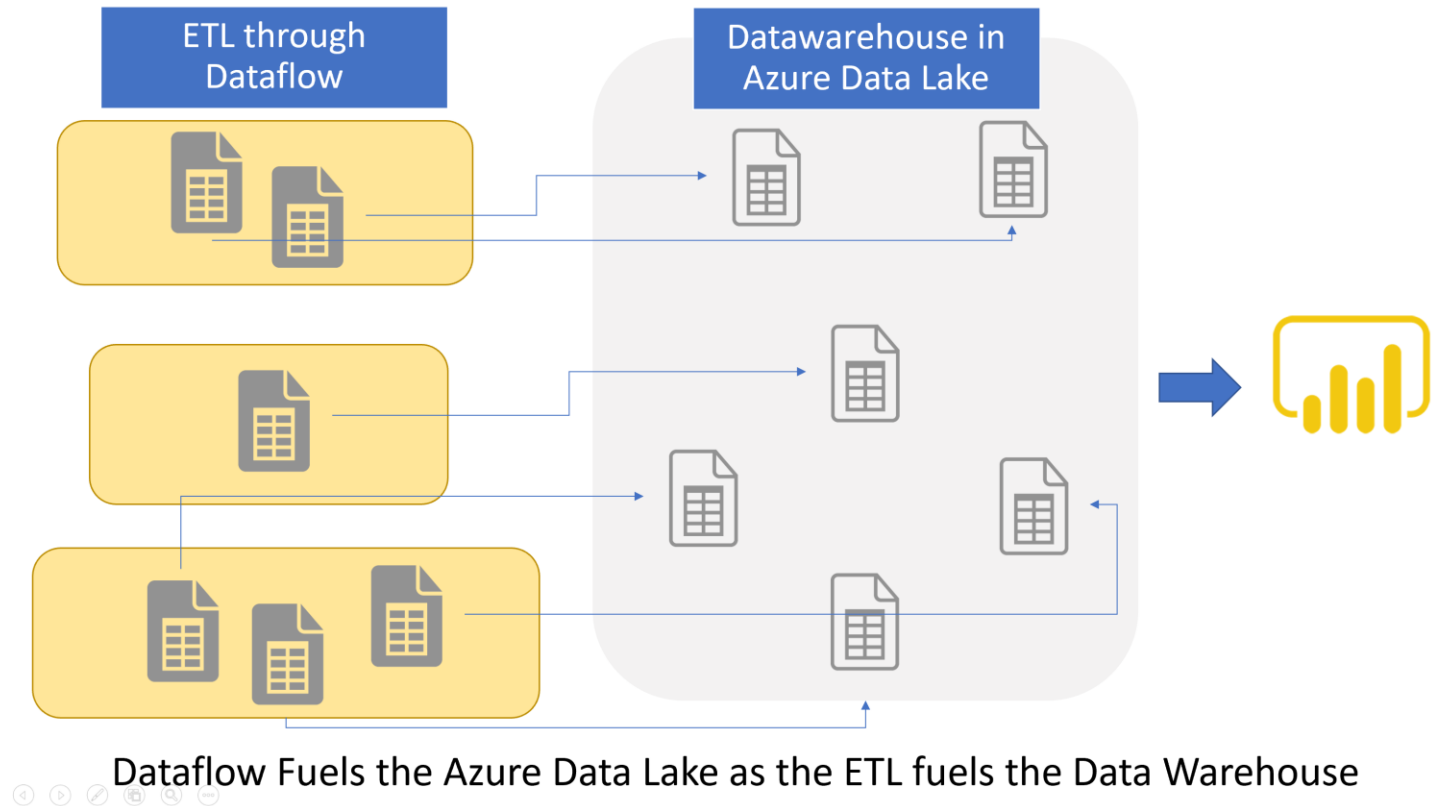 ETL through
Dataflow
Datawarehouse in
Azure Data Lake
Dataflow Fuels the Azure Data Lake as the ETL fuels the Data Warehouse